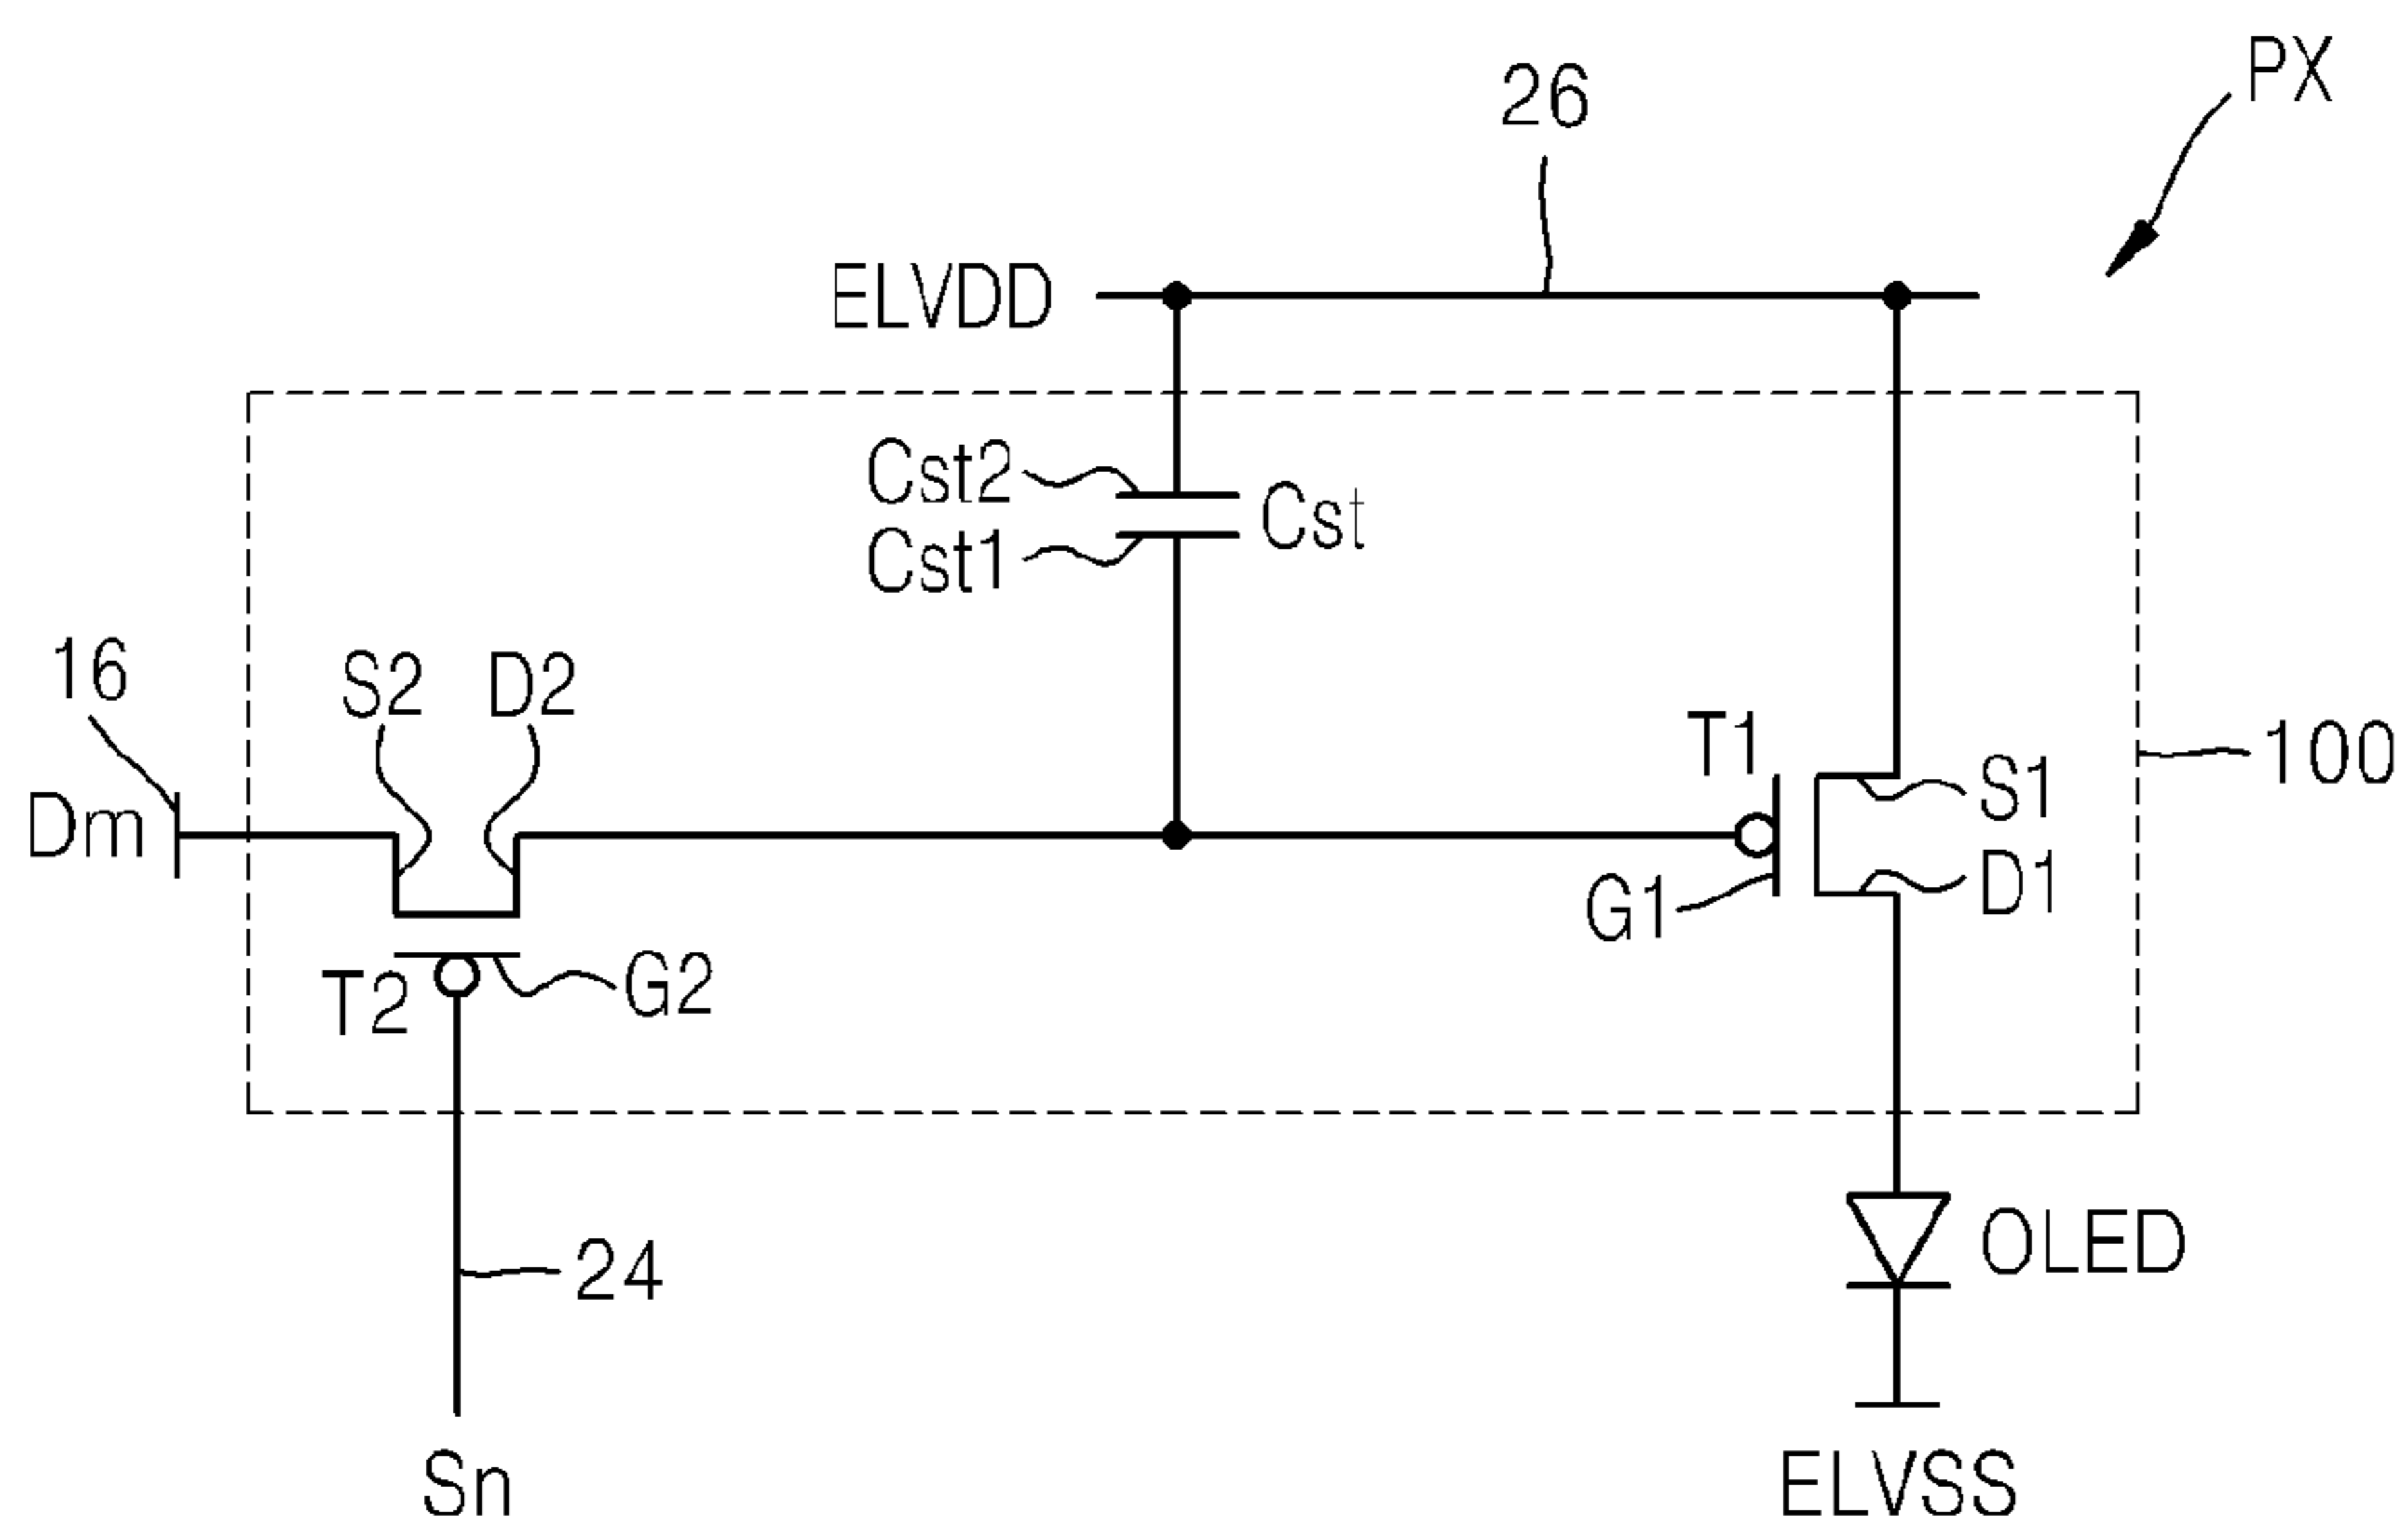 PX
26
ELVDD
Cst2
Cst
Cst1
16
S2 D2
T1
100
S1
Dm
D1
G1
G2
T2
OLED
24
Sn
ELVSS